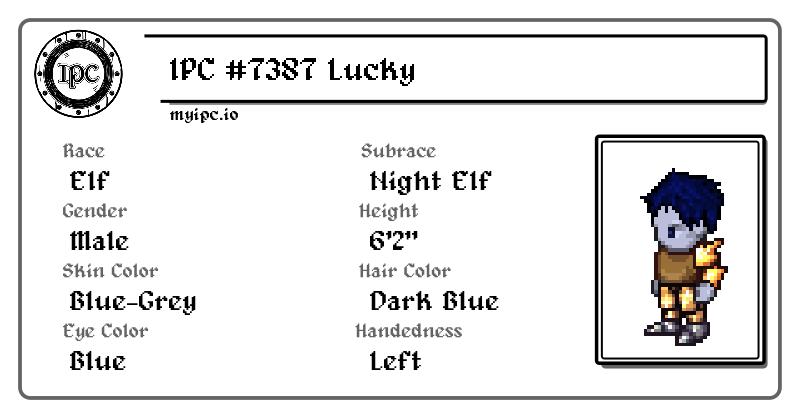 IPC
IPC #7387 Lucky
myipc.io
Race
Elf
Subrace
Night Elf
Gender
Male
Height
6'2"
Skin Color
Blue-Grey
Hair Color
Dark Blue
Eye Color
Blue
Handedness
Left